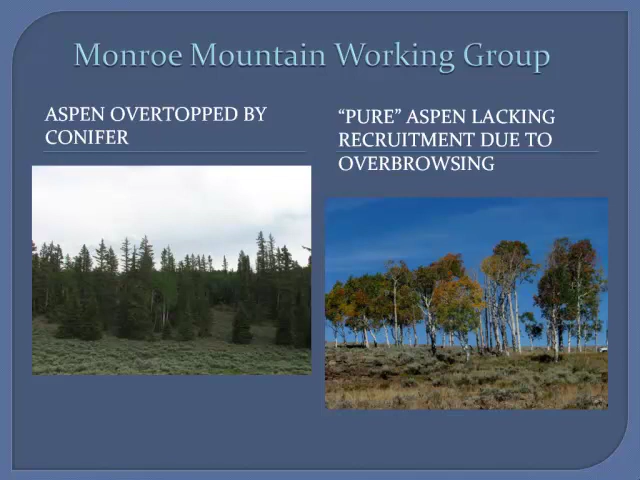 Monroe Mountain Working Group
ASPEN OVERTOPPED BY
CONIFER
“PURE” ASPEN LACKING
RECRUITMENT DUE TO
OVERBROWSING